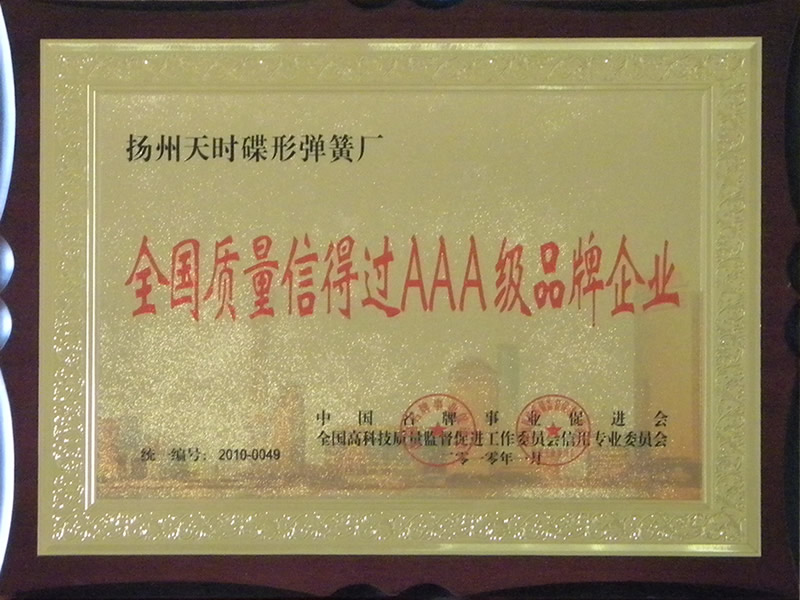 扬州天时碟形弹簧厂
全国质量信得过AAA级品牌企业
中国名牌事业促进会
全国高科技质量监督促进工作委员会信用专业委员会
统一编号：2010-0049
二零一零年一月